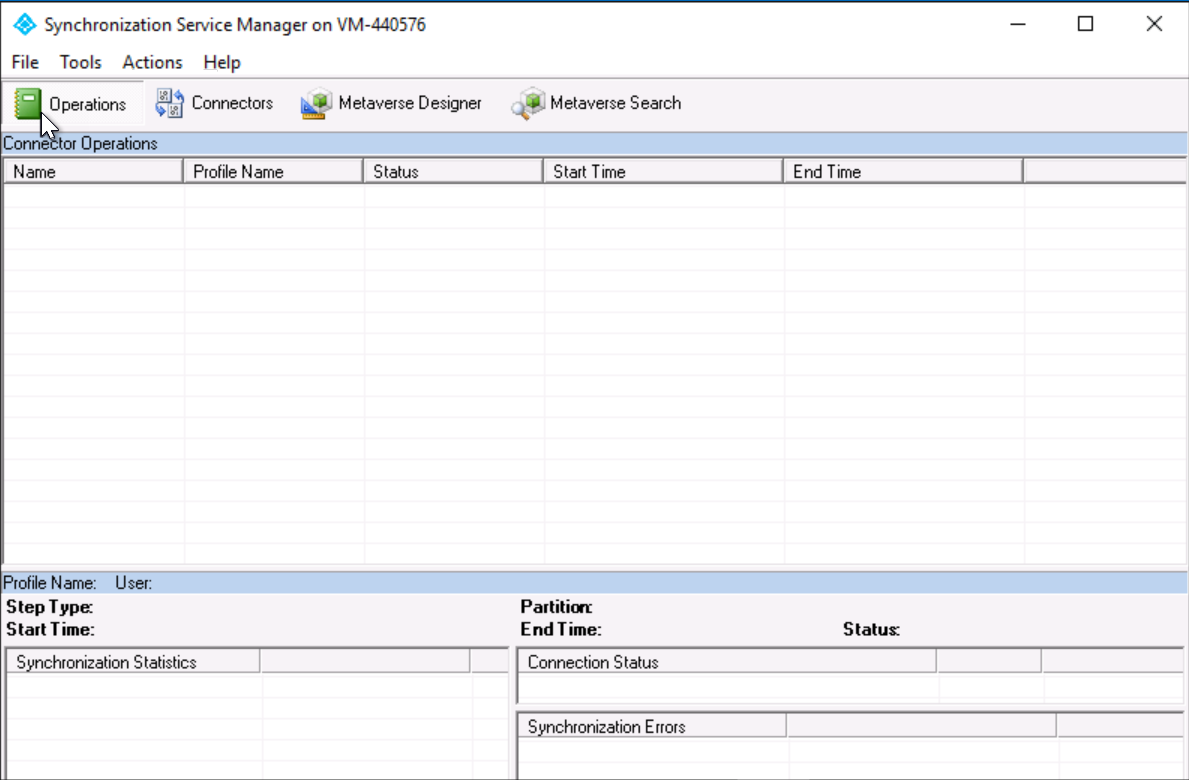 Synchronization Service Manager on VM-440576
File Tools Actions Help
Operations Connectors Metaverse Designer Metaverse Search
Connector Operations
Name Profile Name Status Start Time End Time
Profile Name: User:
Step Type: Partition:
Start Time: End Time: Status:
Synchronization Statistics Connection Status
Synchronization Errors